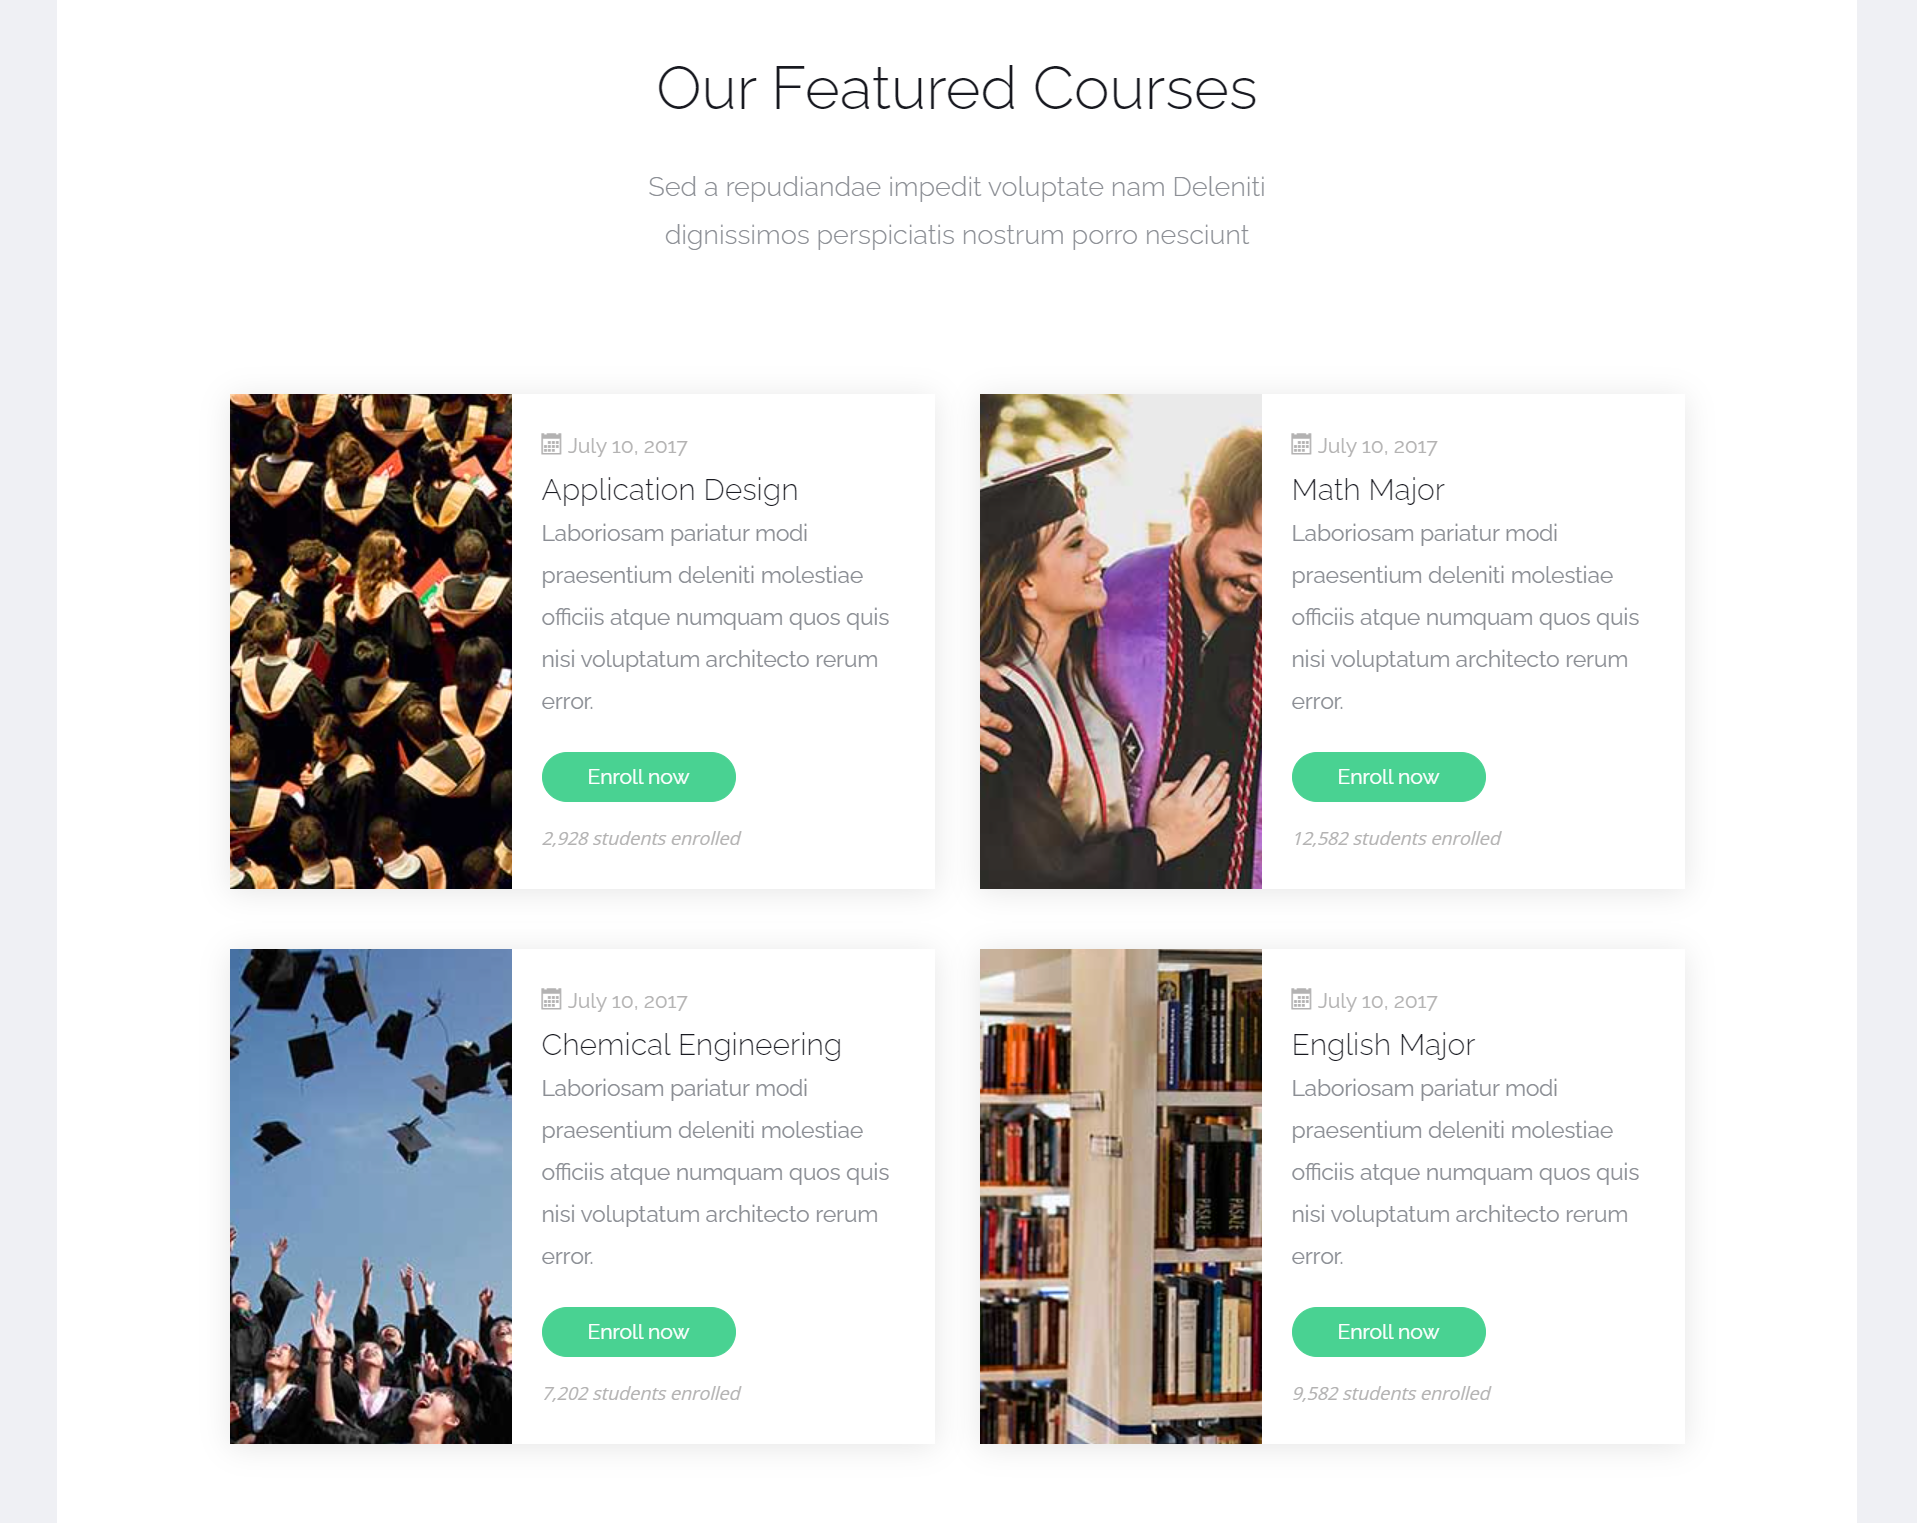 Our Featured Courses
Sed a repudiandae impedit voluptate nam Deleniti
dignissimos perspiciatis nostrum porro nesciunt
July 10, 2017
Application Design
Laboriosam pariatur modi
praesentium deleniti molestiae
officiis atque numquam quos quis
nisi voluptatum architecto rerum
error.
Enroll now
2,928 students enrolled
July 10, 2017
Math Major
Laboriosam pariatur modi
praesentium deleniti molestiae
officiis atque numquam quos quis
nisi voluptatum architecto rerum
error.
Enroll now
12,582 students enrolled
July 10, 2017
Chemical Engineering
Laboriosam pariatur modi
praesentium deleniti molestiae
officiis atque numquam quos quis
nisi voluptatum architecto rerum
error.
Enroll now
7,202 students enrolled
July 10, 2017
English Major
Laboriosam pariatur modi
praesentium deleniti molestiae
officiis atque numquam quos quis
nisi voluptatum architecto rerum
error.
Enroll now
9,582 students enrolled